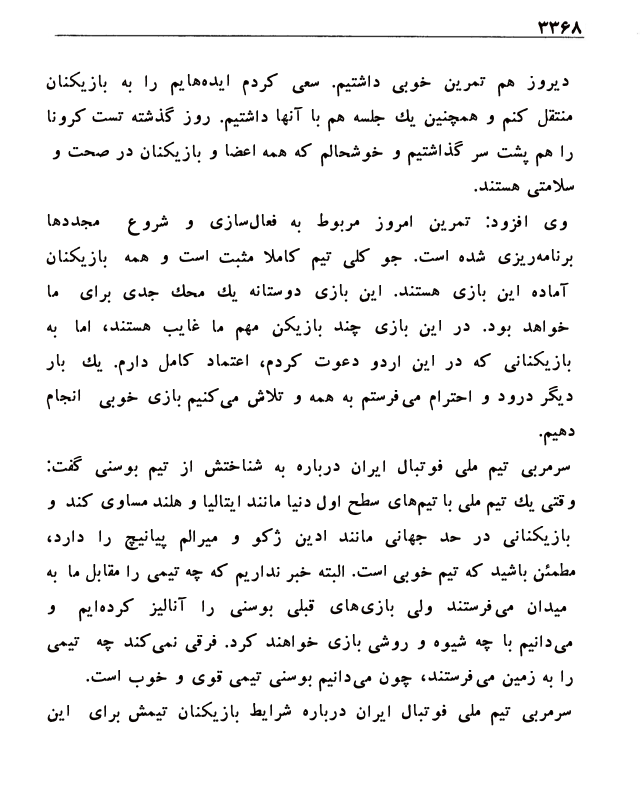 ۳۳۶۸
دیروز هم تمرین خوبی داشتیم. سعی کردم ایده‌هایم را به بازیکنان
منتقل کنم و همچنین یك جلسه هم با آنها داشتیم. روز گذشته تست کرونا
را هم پشت سر گذاشتیم و خوشحالم که همه اعضا و بازیکنان در صحت و
سلامتی هستند.
وی افزود: تمرین امروز مربوط به فعال‌سازی و شروع مجددها
برنامه‌ریزی شده است. جو کلی تیم کاملا مثبت است و همه بازیکنان
آماده این بازی هستند. این بازی دوستانه یك محك جدی برای ما
خواهد بود. در این بازی چند بازیکن مهم ما غایب هستند، اما به
بازیکنانی که در این اردو دعوت کردم، اعتماد کامل دارم. یك بار
دیگر درود و احترام می‌فرستم به همه و تلاش می‌کنیم بازی خوبی انجام
دهیم.
سرمربی تیم ملی فوتبال ایران درباره به شناختش از تیم بوسنی گفت:
وقتی یك تیم ملی با تیم‌های سطح اول دنیا مانند ایتالیا و هلند مساوی کند و
بازیکنانی در حد جهانی مانند ادین ژکو و میرالم پیانیچ را دارد،
مطمئن باشید که تیم خوبی است. البته خبر نداریم که چه تیمی را مقابل ما به
میدان می‌فرستند ولی بازی‌های قبلی بوسنی را آنالیز کرده‌ایم و
می‌دانیم با چه شیوه و روشی بازی خواهند کرد. فرقی نمی‌کند چه تیمی
را به زمین می‌فرستند، چون می‌دانیم بوسنی تیمی قوی و خوب است.
سرمربی تیم ملی فوتبال ایران درباره شرایط بازیکنان تیمش برای این